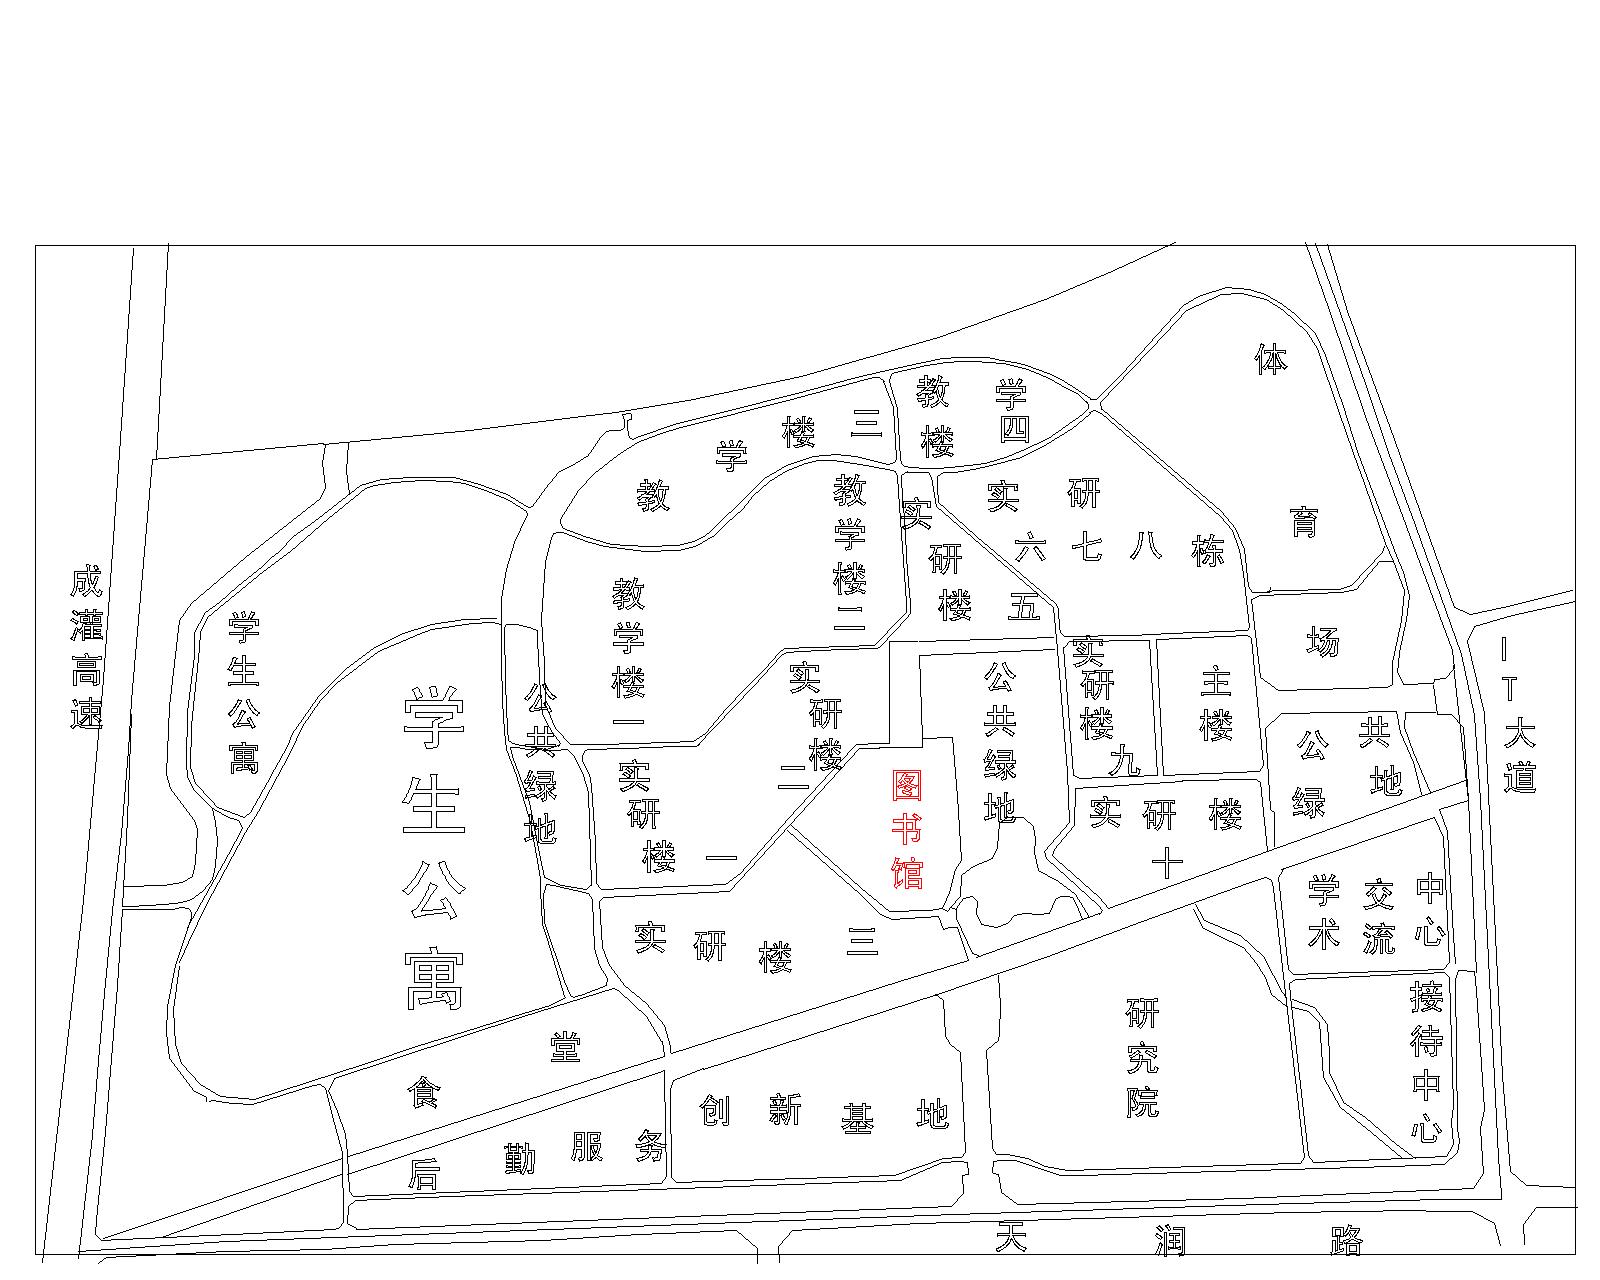 体育场
教学楼四
教学楼三
教学楼二
教学楼一
实研六七八栋
实研楼五
成灌高速
学生公寓
学生公寓
公共绿地
实研楼二
实研楼一
图书馆
公共绿地
实研楼九
主楼
公共绿地
IT大道
实研楼十
实研楼三
学术交流中心
接待中心
研究院
食堂
后勤服务
创新基地
天润路